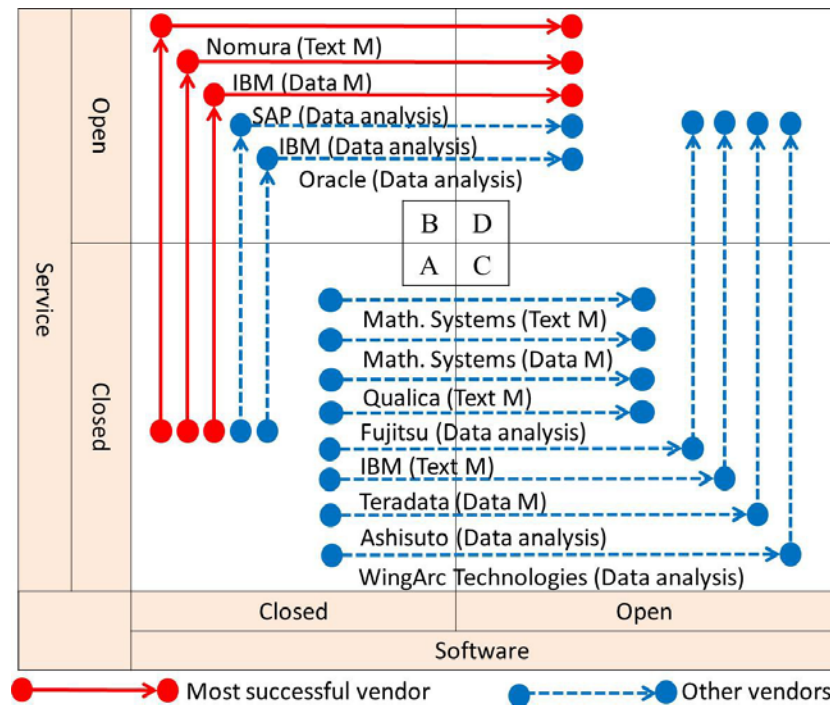 Service
Open
Closed
Nomura (Text M)
IBM (Data M)
SAP (Data analysis)
IBM (Data analysis)
Oracle (Data analysis)
B D
A C
Math. Systems (Text M)
Math. Systems (Data M)
Qualica (Text M)
Fujitsu (Data analysis)
IBM (Text M)
Teradata (Data M)
Ashisuto (Data analysis)
WingArc Technologies (Data analysis)
Closed Open
Software
Most successful vendor Other vendors